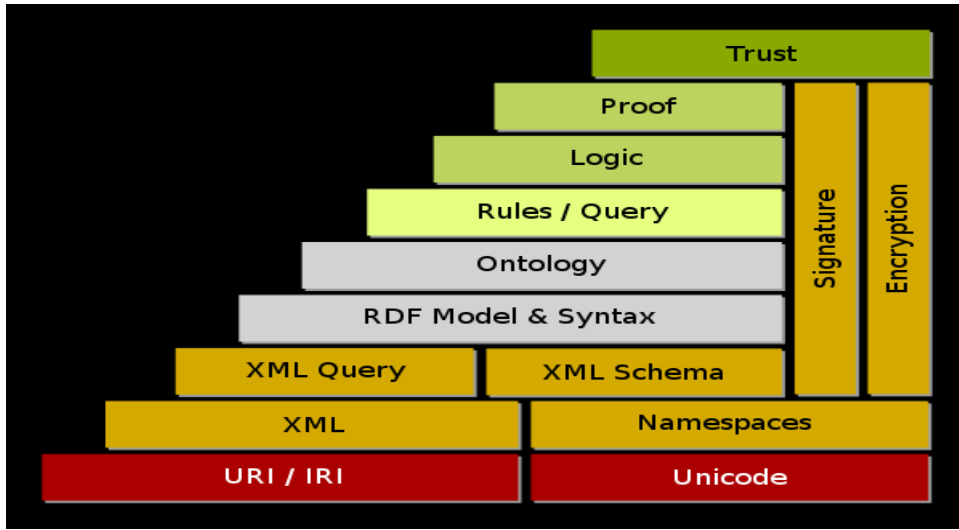 Trust
Proof
Logic
Rules / Query
Ontology
RDF Model & Syntax
XML Query
XML Schema
Signature
Encryption
XML
Namespaces
URI / IRI
Unicode